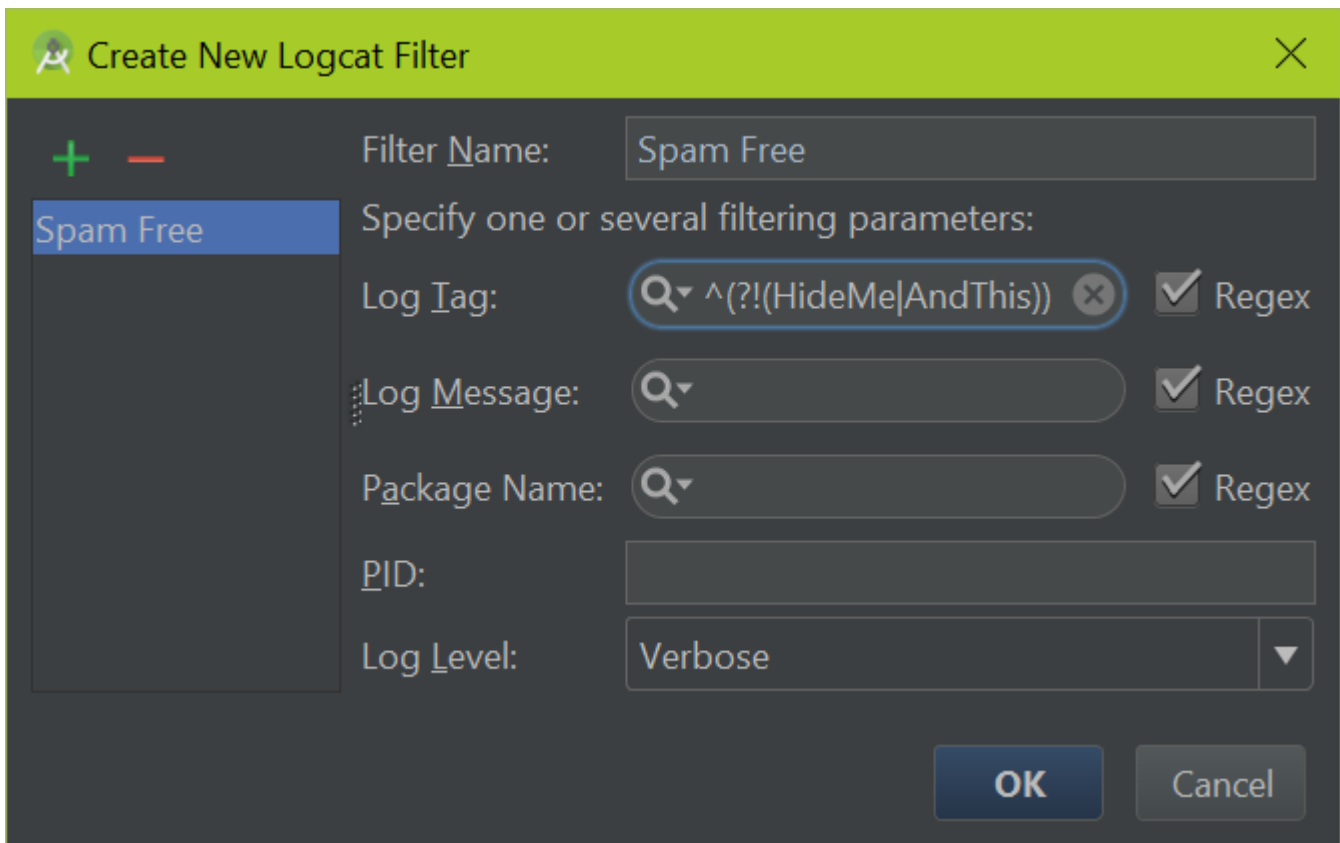 Create New Logcat Filter
Filter Name: Spam Free
Spam Free
Specify one or several filtering parameters:
Log Tag: ^(?!(HideMe|AndThis)) Regex
Log Message: Regex
Package Name: Regex
PID:
Log Level: Verbose
OK Cancel